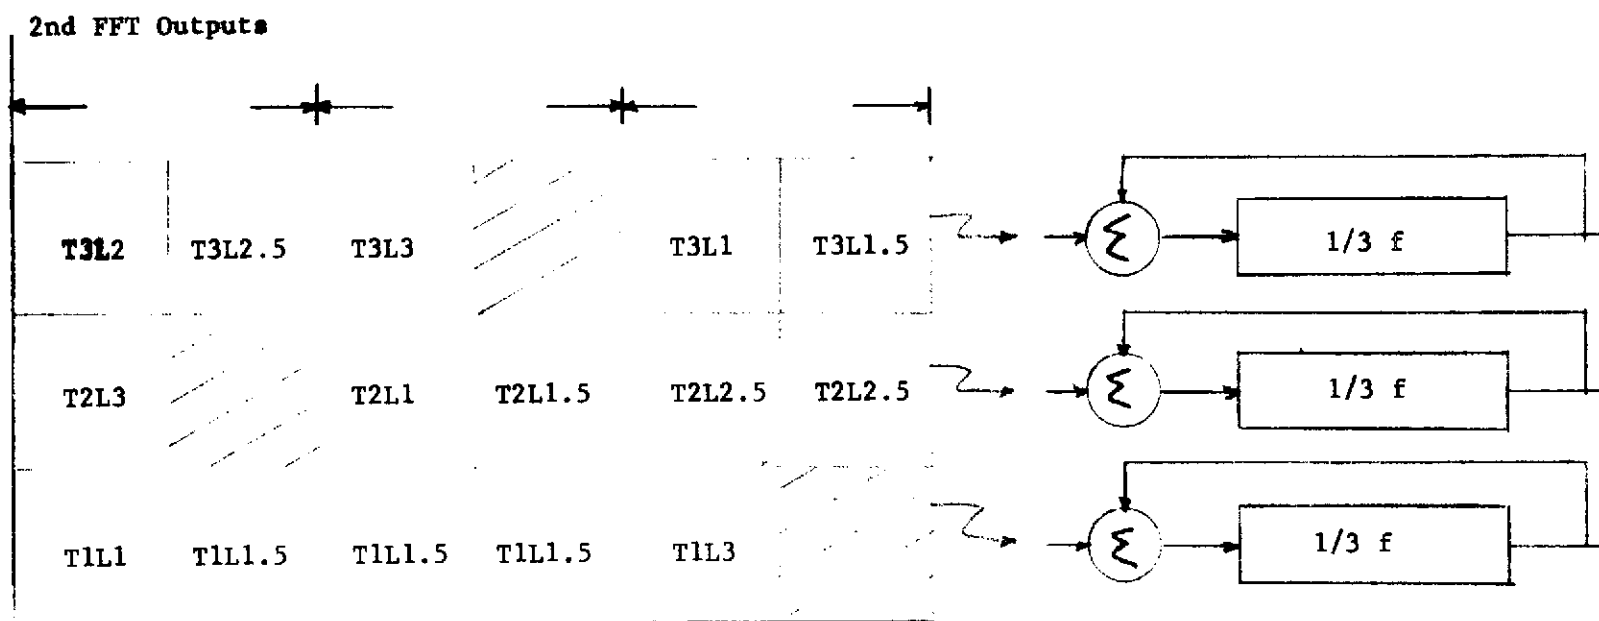 2nd FFT Outputs
T3L2 T3L2.5 T3L3 T3L1 T3L1.5 Σ 1/3 f
T2L3 T2L1 T2L1.5 T2L2.5 T2L2.5 Σ 1/3 f
T1L1 T1L1.5 T1L1.5 T1L1.5 T1L3 Σ 1/3 f